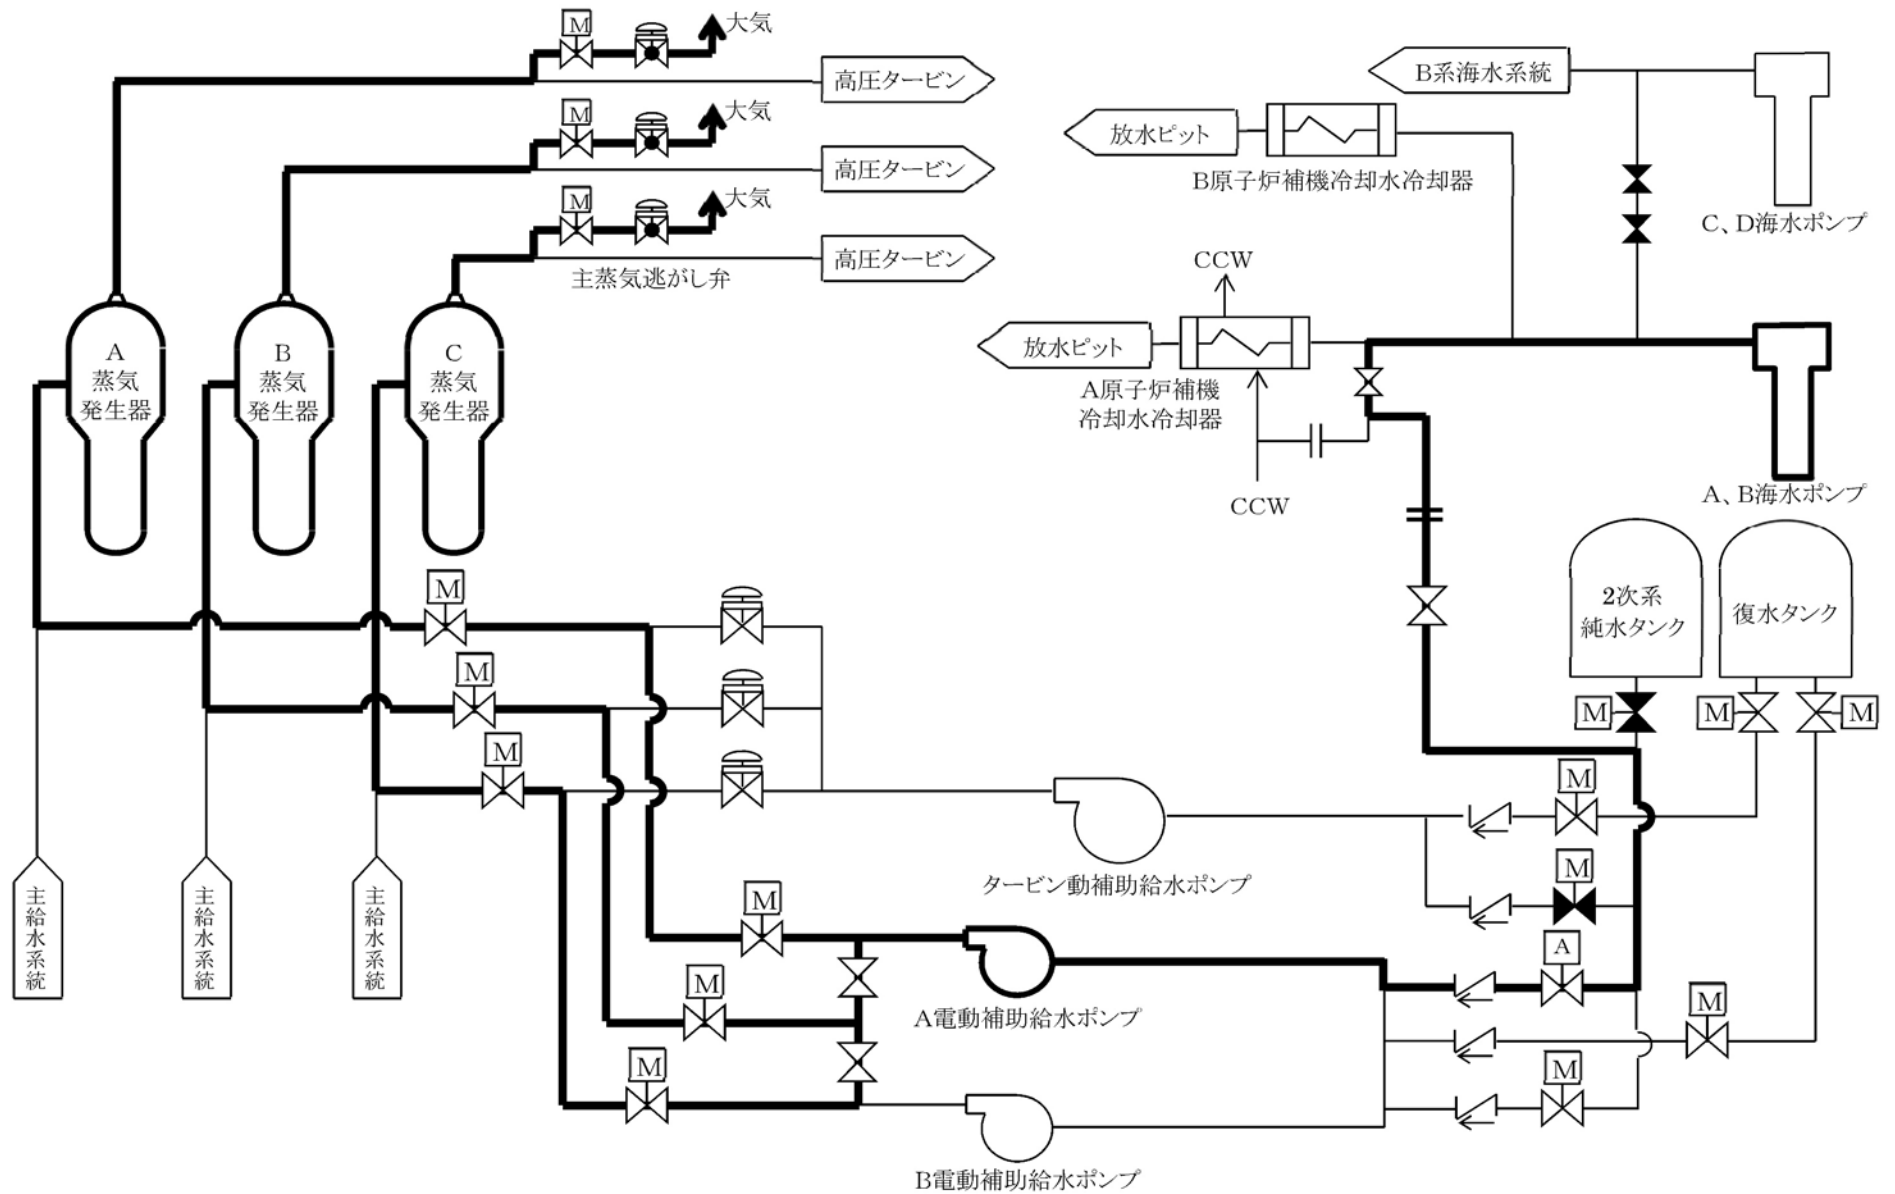 M
大気
高圧タービン
M
大気
高圧タービン
M
大気
高圧タービン
主蒸気逃がし弁
B系海水系統
放水ピット
B原子炉補機冷却水冷却器
C、D海水ポンプ
CCW
放水ピット
A原子炉補機
冷却水冷却器
CCW
A、B海水ポンプ
A
蒸気
発生器
B
蒸気
発生器
C
蒸気
発生器
2次系
純水タンク
復水タンク
M
M
M
M
M
M
M
M
タービン動補助給水ポンプ
M
主給水系統
主給水系統
主給水系統
M
A
M
A電動補助給水ポンプ
M
M
M
B電動補助給水ポンプ